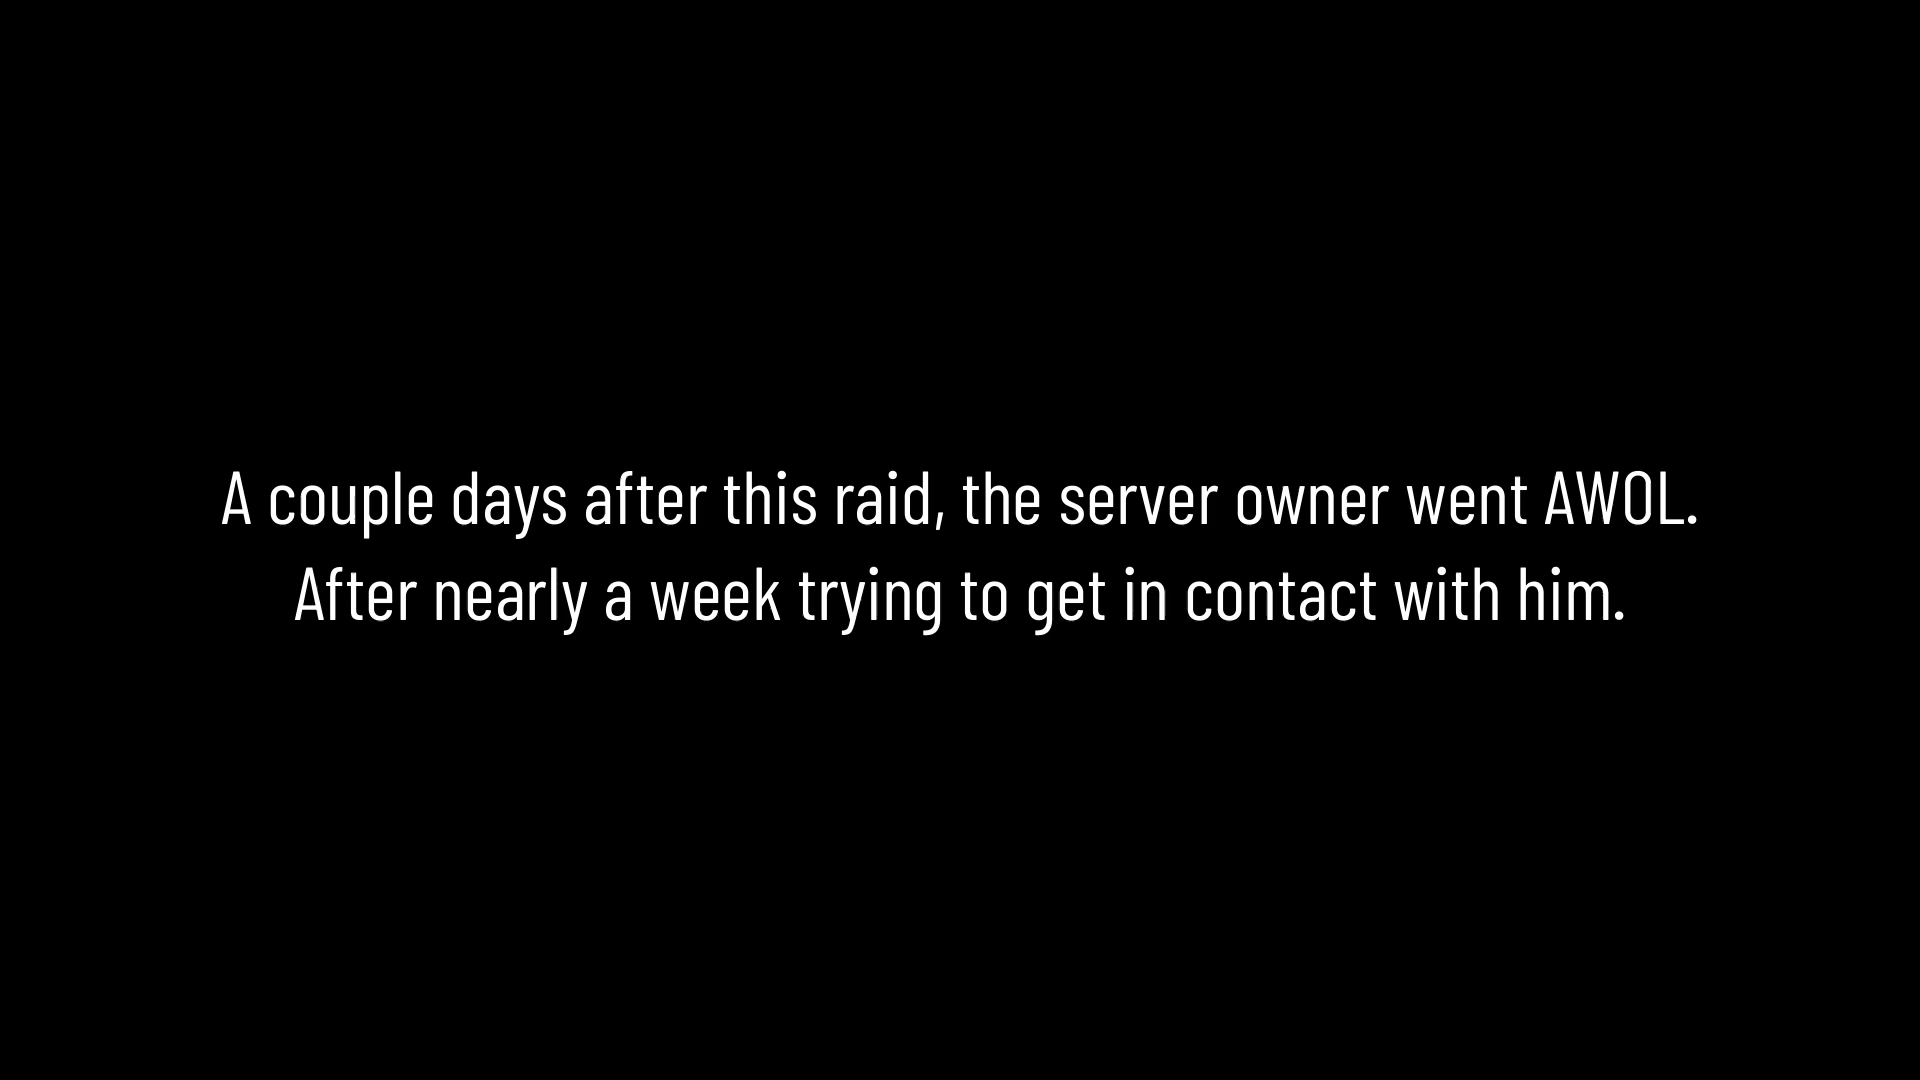 A couple days after this raid, the server owner went AWOL.
After nearly a week trying to get in contact with him.